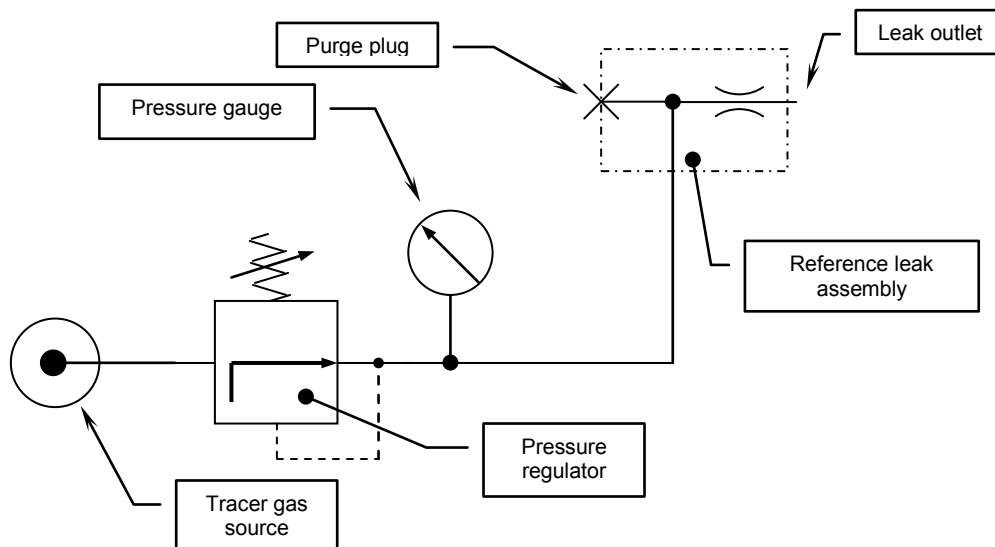 Leak outlet
Purge plug
Pressure gauge
Reference leak
assembly
Pressure
regulator
Tracer gas
source